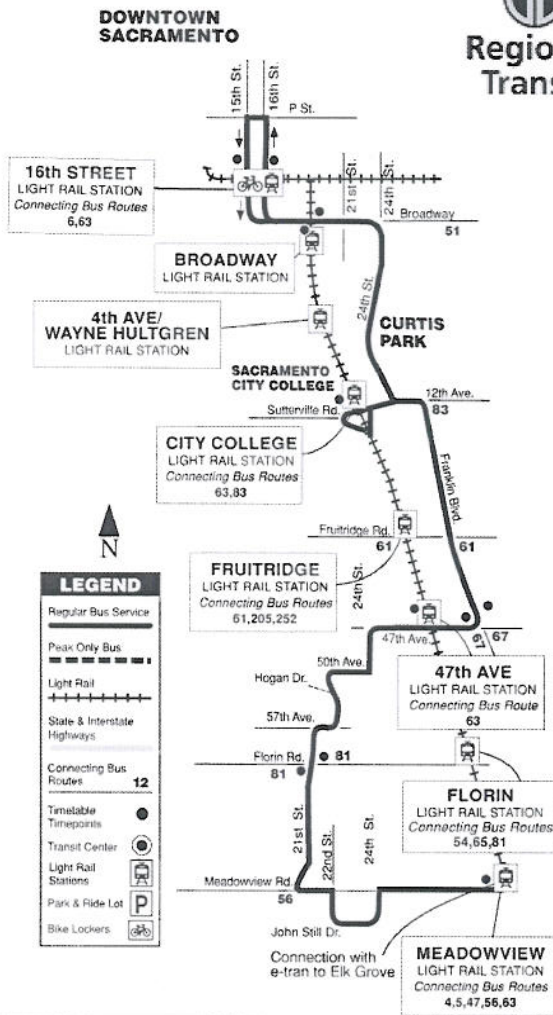 DOWNTOWN
SACRAMENTO
Regio
Trans
15th St.
16th St.
P St.
16th STREET
LIGHT RAIL STATION
Connecting Bus Routes
6,63
21st St.
24th St.
Broadway
51
BROADWAY
LIGHT RAIL STATION
24th St.
4th AVE/
WAYNE HULTGREN
LIGHT RAIL STATION
CURTIS
PARK
SACRAMENTO
CITY COLLEGE
12th Ave.
83
Sutterville Rd.
CITY COLLEGE
LIGHT RAIL STATION
Connecting Bus Routes
63,83
Franklin Blvd.
N
Fruitridge Rd.
61
61
FRUITRIDGE
LIGHT RAIL STATION
Connecting Bus Routes
61,205,252
24th St.
47th Ave.
67
67
50th Ave.
47th AVE
LIGHT RAIL STATION
Connecting Bus Route
63
Hogan Dr.
57th Ave.
Florin Rd.
81
81
FLORIN
LIGHT RAIL STATION
Connecting Bus Routes
54,65,81
21st St.
22nd St.
24th St.
Meadowview Rd.
56
John Still Dr.
Connection with
e-tran to Elk Grove
MEADOWVIEW
LIGHT RAIL STATION
Connecting Bus Routes
4,5,47,56,63
LEGEND
Regular Bus Service
Peak Only Bus
Light Rail
State & Interstate
Highways
Connecting Bus
Routes 12
Timetable
Timepoints
Transit Center
Light Rail
Stations
Park & Ride Lot P
Bike Lockers